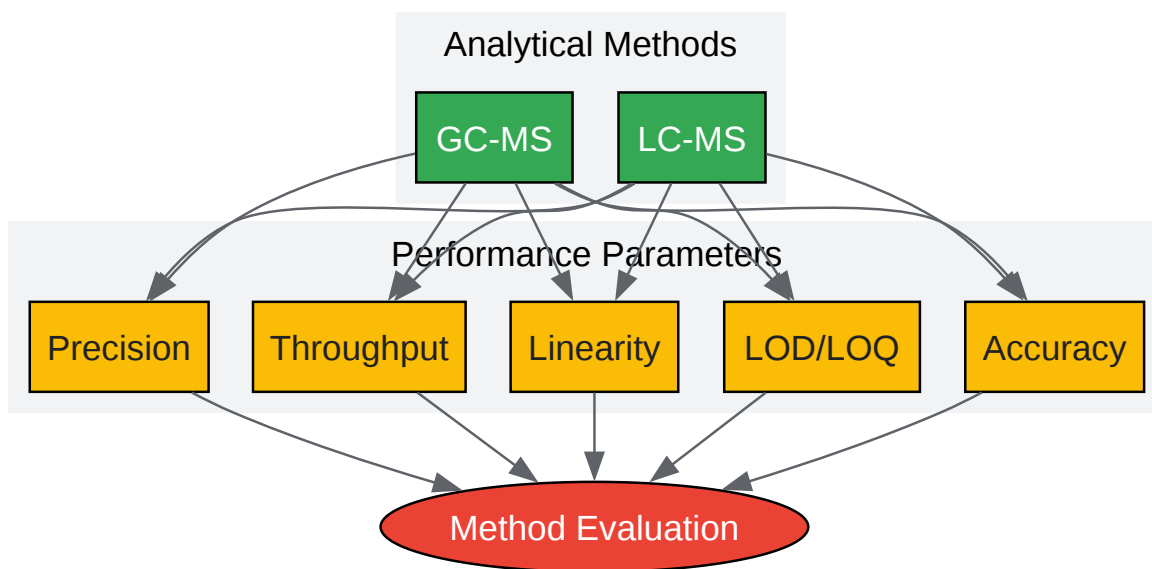 Analytical Methods
GC-MS
LC-MS
Performance Parameters
Precision
Throughput
Linearity
LOD/LOQ
Accuracy
Method Evaluation